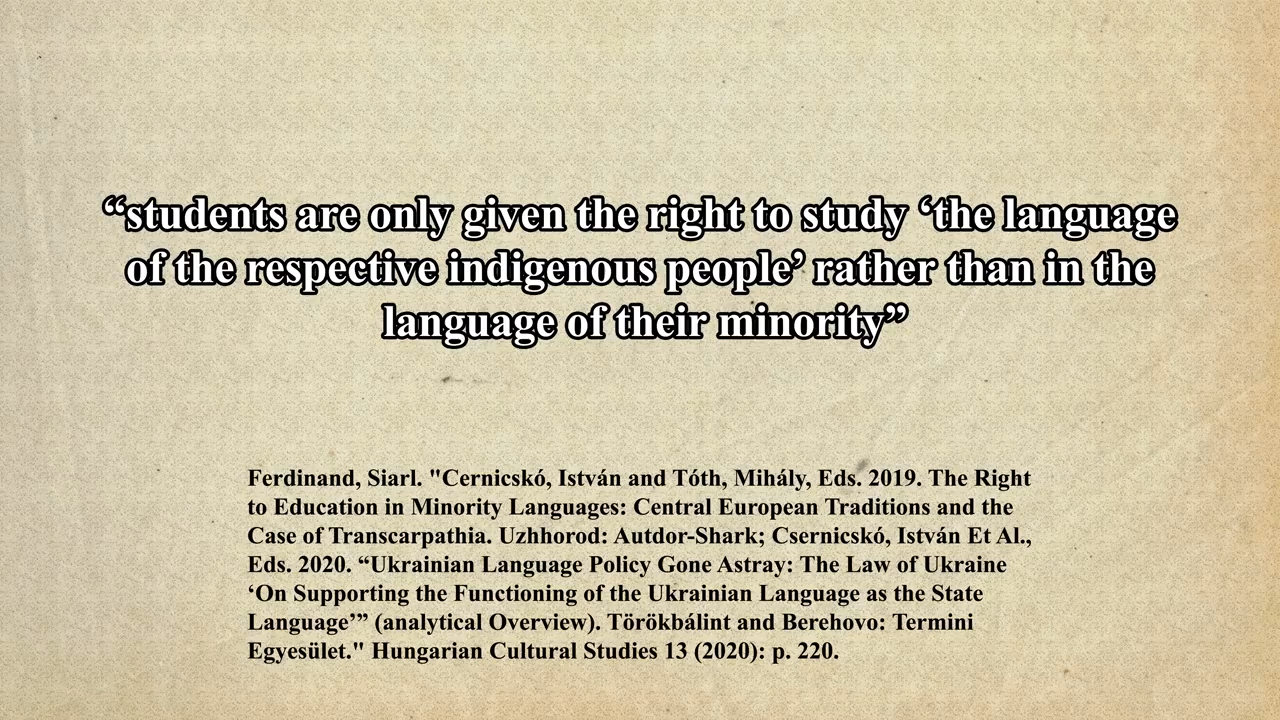 “students are only given the right to study ‘the language
of the respective indigenous people’ rather than in the
language of their minority”
Ferdinand, Siarl. "Cernicskó, István and Tóth, Mihály, Eds. 2019. The Right
to Education in Minority Languages: Central European Traditions and the
Case of Transcarpathia. Uzhhorod: Autdor-Shark; Csernicskó, István Et Al.,
Eds. 2020. “Ukrainian Language Policy Gone Astray: The Law of Ukraine
‘On Supporting the Functioning of the Ukrainian Language as the State
Language’” (analytical Overview). Törökbálint and Berehovo: Termini
Egyesület." Hungarian Cultural Studies 13 (2020): p. 220.